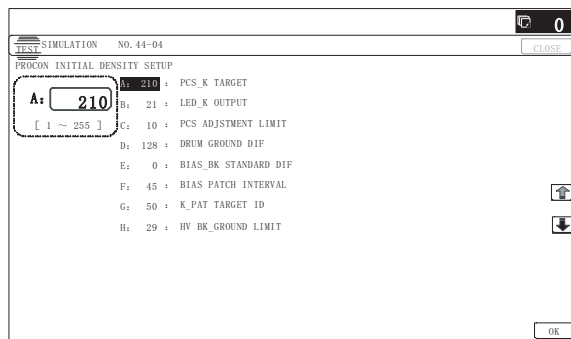 0
TEST SIMULATION NO.44-04
CLOSE
PROCON INITIAL DENSITY SETUP
A: 210
[ 1 ~ 255 ]
A: 210 : PCS_K TARGET
B: 21 : LED_K OUTPUT
C: 10 : PCS ADJSTMENT LIMIT
D: 128 : DRUM GROUND DIF
E: 0 : BIAS_BK STANDARD DIF
F: 45 : BIAS PATCH INTERVAL
G: 50 : K_PAT TARGET ID
H: 29 : HV BK_GROUND LIMIT
OK